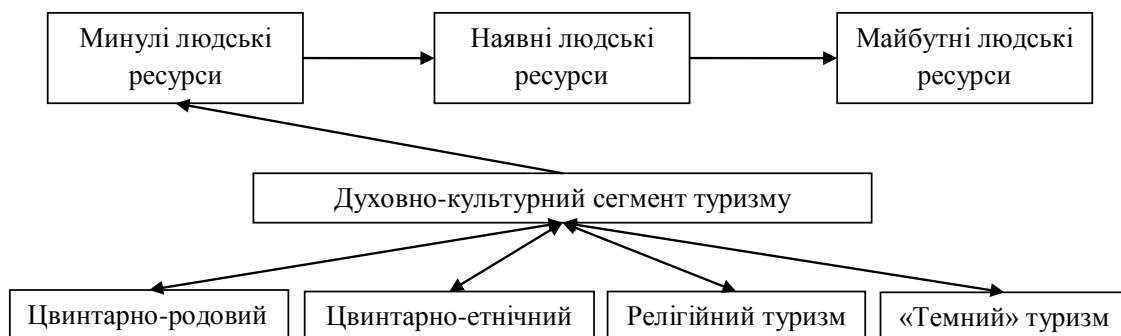 Минулі людські
ресурси
Наявні людські
ресурси
Майбутні людські
ресурси
Духовно-культурний сегмент туризму
Цвинтарно-родовий
Цвинтарно-етнічний
Релігійний туризм
«Темний» туризм